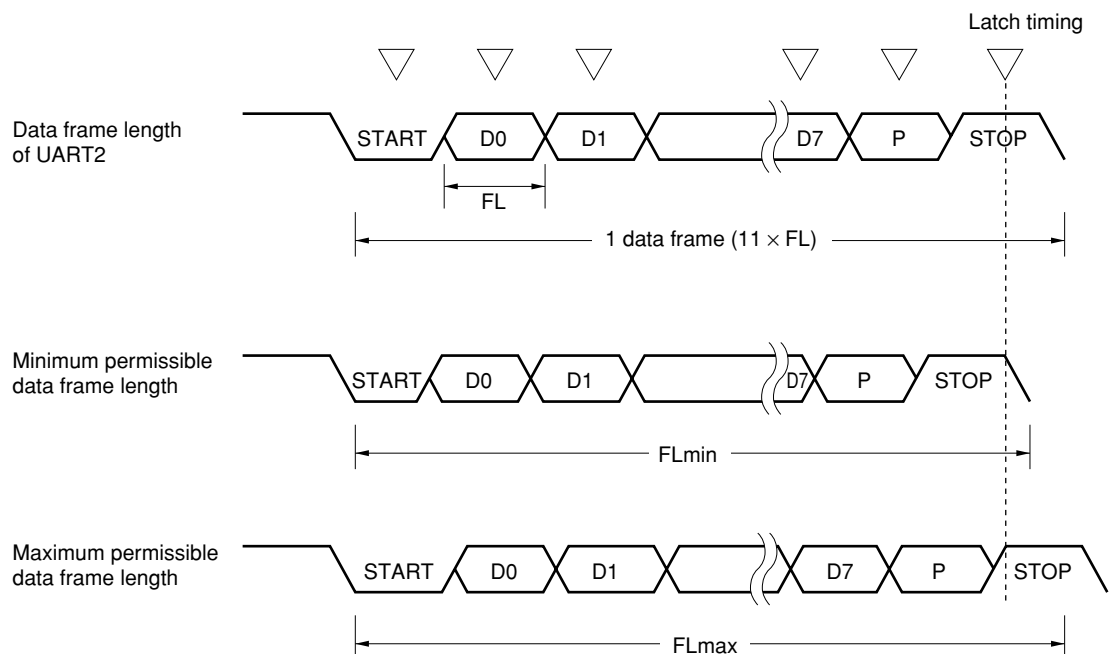 Latch timing
Data frame length
of UART2
START D0 D1 D7 P STOP
FL
1 data frame (11 × FL)
Minimum permissible
data frame length
START D0 D1 D7 P STOP
FLmin
Maximum permissible
data frame length
START D0 D1 D7 P STOP
FLmax